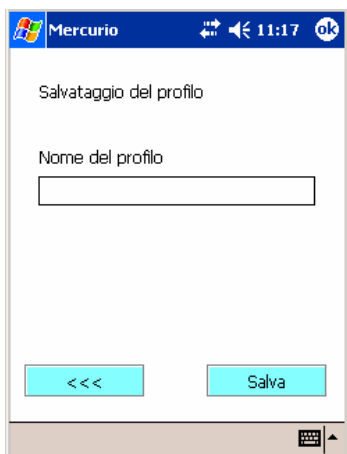 Mercurio 11:17 ok
Salvataggio del profilo
Nome del profilo
<<< Salva